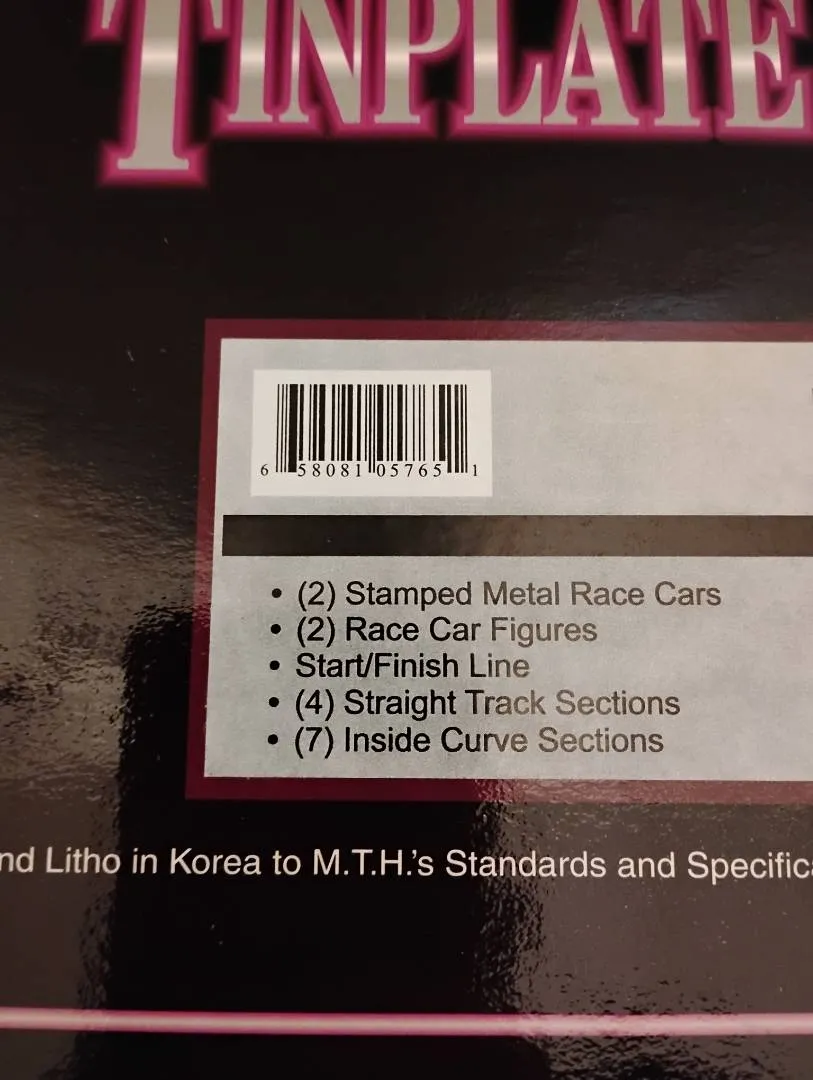 TINPLATE
6 58081 05765 1
• (2) Stamped Metal Race Cars
• (2) Race Car Figures
• Start/Finish Line
• (4) Straight Track Sections
• (7) Inside Curve Sections
nd Litho in Korea to M.T.H.'s Standards and Specifica